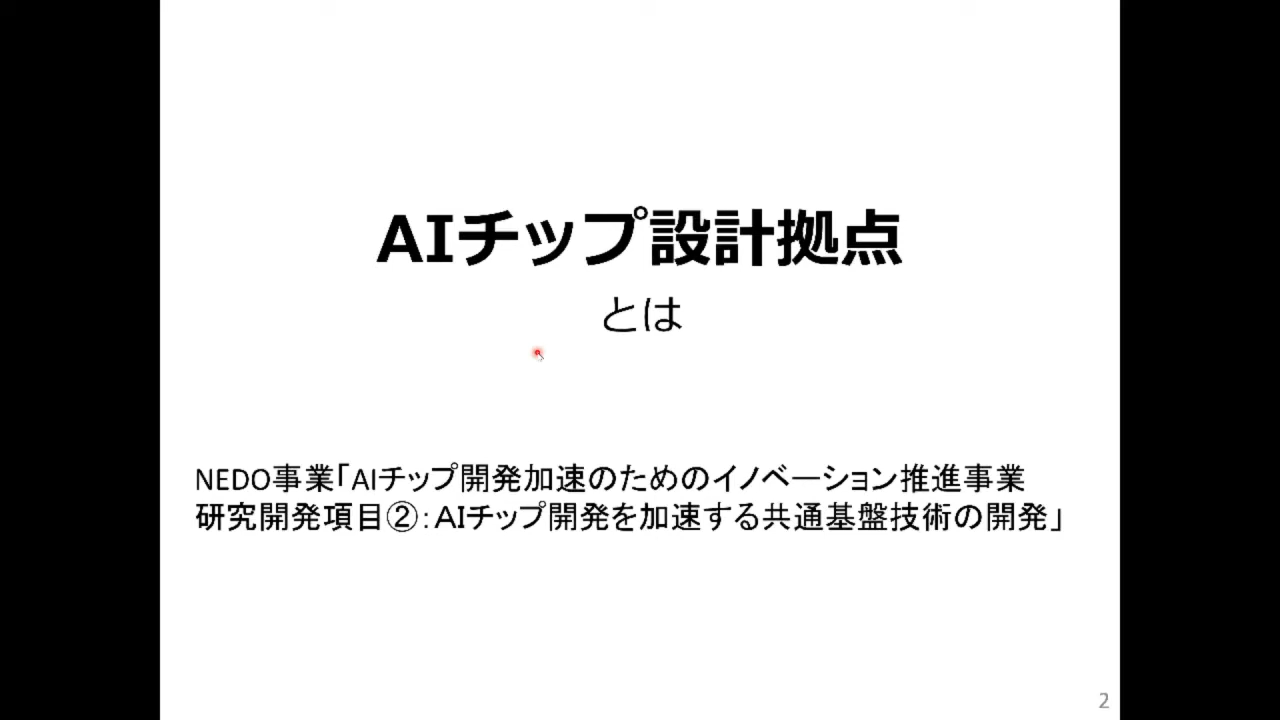 AIチップ設計拠点
とは
NEDO事業「AIチップ開発加速のためのイノベーション推進事業
研究開発項目②:AIチップ開発を加速する共通基盤技術の開発」
2